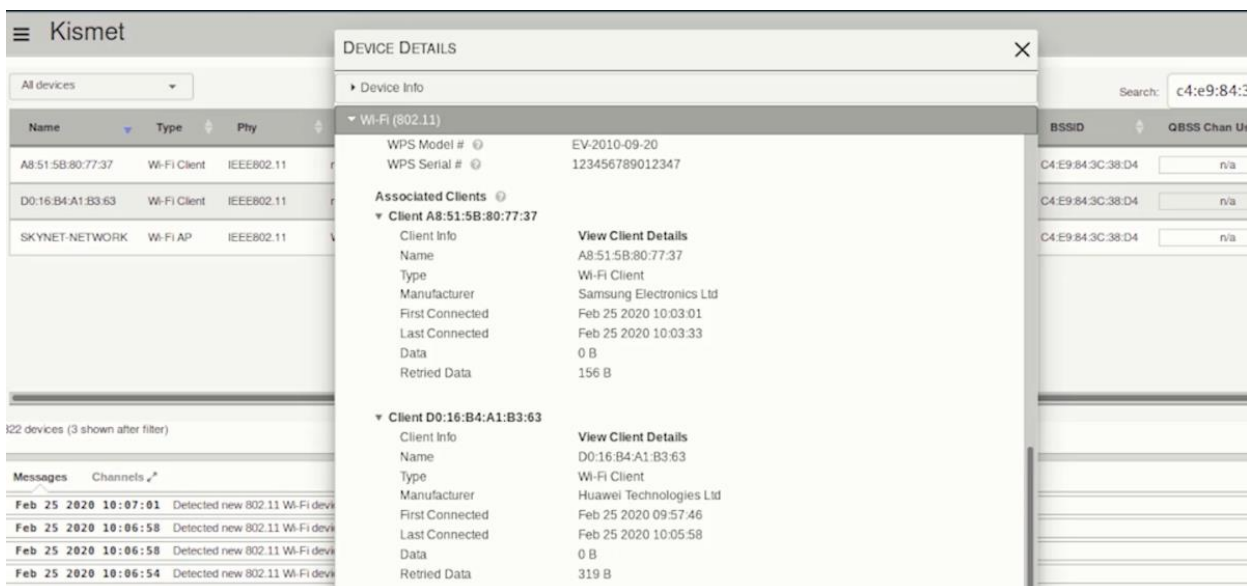 Kismet
DEVICE DETAILS
All devices
Device Info
Search: c4:e9:84:3
Name Type Phy
Wi-Fi (802.11)
BSSID QBSS Chan Us
WPS Model # EV-2010-09-20
WPS Serial # 123456789012347
A8:51:5B:80:77:37 Wi-Fi Client IEEE802.11
C4:E9:84:3C:38:D4 n/a
D0:16:B4:A1:B3:63 Wi-Fi Client IEEE802.11
C4:E9:84:3C:38:D4 n/a
SKYNET-NETWORK Wi-Fi AP IEEE802.11
C4:E9:84:3C:38:D4 n/a
Associated Clients
Client A8:51:5B:80:77:37
Client Info View Client Details
Name A8:51:5B:80:77:37
Type Wi-Fi Client
Manufacturer Samsung Electronics Ltd
First Connected Feb 25 2020 10:03:01
Last Connected Feb 25 2020 10:03:33
Data 0 B
Retried Data 156 B
Client D0:16:B4:A1:B3:63
Client Info View Client Details
Name D0:16:B4:A1:B3:63
Type Wi-Fi Client
Manufacturer Huawei Technologies Ltd
First Connected Feb 25 2020 09:57:46
Last Connected Feb 25 2020 10:05:58
Data 0 B
Retried Data 319 B
322 devices (3 shown after filter)
Messages Channels
Feb 25 2020 10:07:01 Detected new 802.11 Wi-Fi devi
Feb 25 2020 10:06:58 Detected new 802.11 Wi-Fi devi
Feb 25 2020 10:06:58 Detected new 802.11 Wi-Fi devi
Feb 25 2020 10:06:54 Detected new 802.11 Wi-Fi devi